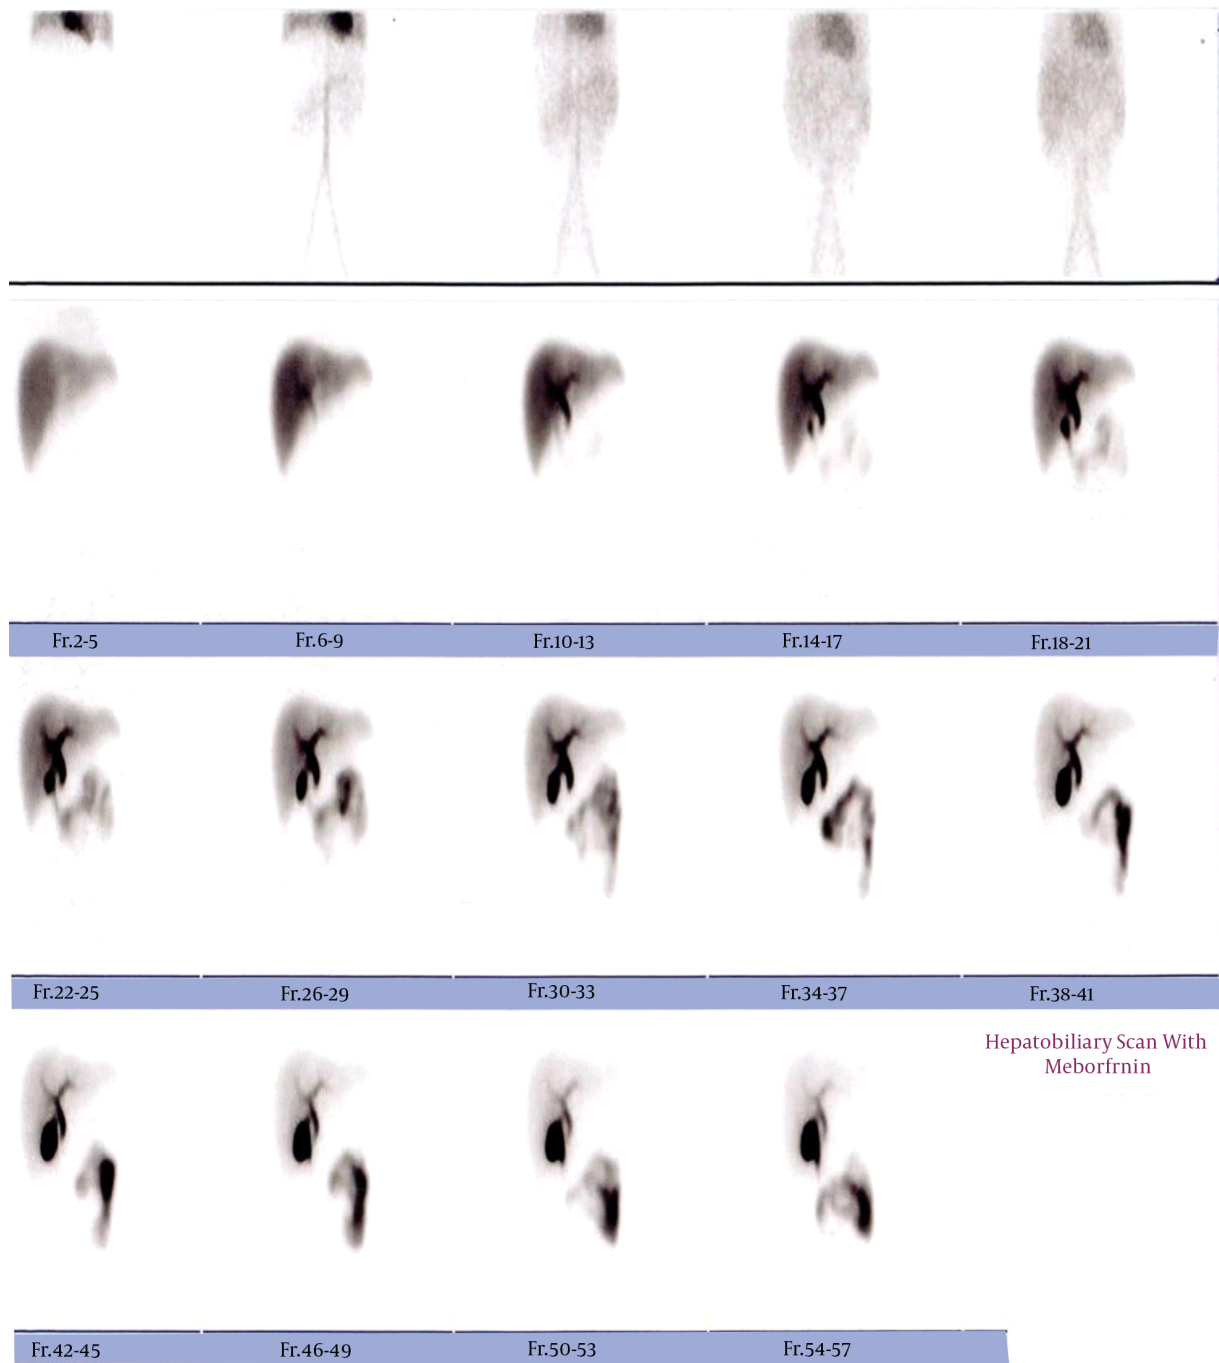 Fr.2-5
Fr.6-9
Fr.10-13
Fr.14-17
Fr.18-21
Fr.22-25
Fr.26-29
Fr.30-33
Fr.34-37
Fr.38-41
Hepatobiliary Scan With
Meborfrnin
Fr.42-45
Fr.46-49
Fr.50-53
Fr.54-57